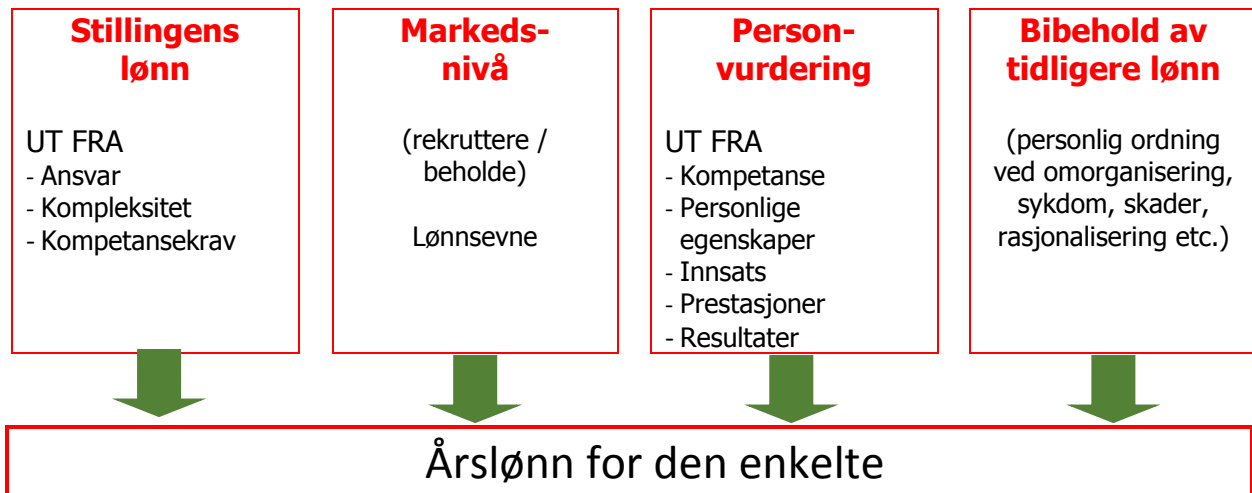 Stillingens
lønn
UT FRA
- Ansvar
- Kompleksitet
- Kompetansekrav
Markeds-
nivå
(rekruttere /
beholde)
Lønnsevne
Person-
vurdering
UT FRA
- Kompetanse
- Personlige
egenskaper
- Innsats
- Prestasjoner
- Resultater
Bibehold av
tidligere lønn
(personlig ordning
ved omorganisering,
sykdom, skader,
rasjonalisering etc.)
Årslønn for den enkelte